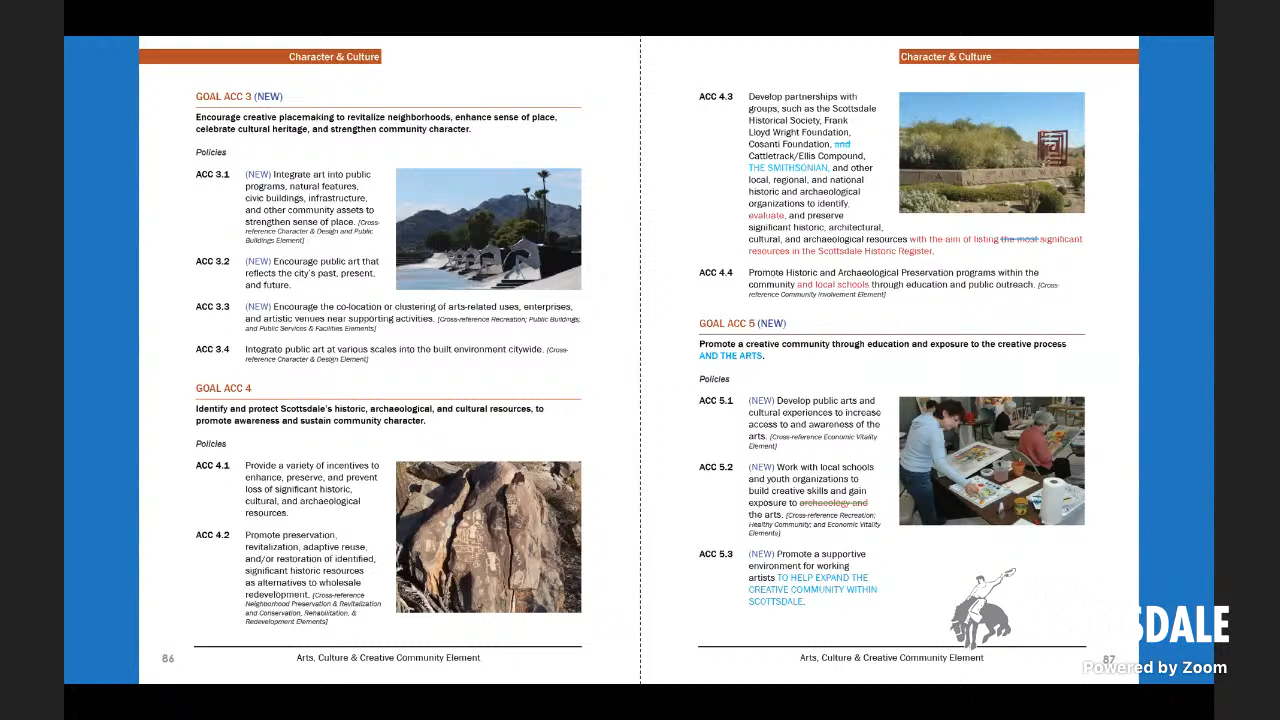 Character & Culture
GOAL ACC 3 (NEW)
Encourage creative placemaking to revitalize neighborhoods, enhance sense of place,
celebrate cultural heritage, and strengthen community character.
Policies
ACC 3.1 (NEW) Integrate art into public
programs, natural features,
civic buildings, infrastructure,
and other community assets to
strengthen sense of place. [Cross-
reference Character & Design and Public
Buildings Element]
ACC 3.2 (NEW) Encourage public art that
reflects the city's past, present,
and future.
ACC 3.3 (NEW) Encourage the co-location or clustering of arts-related uses, enterprises,
and artistic venues near supporting activities. [Cross-reference Recreation; Public Buildings;
and Public Services & Facilities Elements]
ACC 3.4 Integrate public art at various scales into the built environment citywide. [Cross-
reference Character & Design Element]
GOAL ACC 4
Identify and protect Scottsdale's historic, archaeological, and cultural resources, to
promote awareness and sustain community character.
Policies
ACC 4.1 Provide a variety of incentives to
enhance, preserve, and prevent
loss of significant historic,
cultural, and archaeological
resources.
ACC 4.2 Promote preservation,
revitalization, adaptive reuse,
and/or restoration of identified,
significant historic resources
as alternatives to wholesale
redevelopment. [Cross-reference
Neighborhood Preservation & Revitalization
and Conservation, Rehabilitation, &
Redevelopment Elements]
86
Arts, Culture & Creative Community Element
Character & Culture
ACC 4.3 Develop partnerships with
groups, such as the Scottsdale
Historical Society, Frank
Lloyd Wright Foundation,
Cosanti Foundation, and
Cattletrack/Ellis Compound,
THE SMITHSONIAN, and other
local, regional, and national
historic and archaeological
organizations to identify,
evaluate, and preserve
significant historic, architectural,
cultural, and archaeological resources with the aim of listing the most significant
resources in the Scottsdale Historic Register.
ACC 4.4 Promote Historic and Archaeological Preservation programs within the
community and local schools through education and public outreach. [Cross-
reference Community Involvement Element]
GOAL ACC 5 (NEW)
Promote a creative community through education and exposure to the creative process
AND THE ARTS.
Policies
ACC 5.1 (NEW) Develop public arts and
cultural experiences to increase
access to and awareness of the
arts. [Cross-reference Economic Vitality
Element]
ACC 5.2 (NEW) Work with local schools
and youth organizations to
build creative skills and gain
exposure to archaeology and
the arts. [Cross-reference Recreation;
Healthy Community; and Economic Vitality
Elements]
ACC 5.3 (NEW) Promote a supportive
environment for working
artists TO HELP EXPAND THE
CREATIVE COMMUNITY WITHIN
SCOTTSDALE.
Arts, Culture & Creative Community Element
87
SDALE
Powered by Zoom